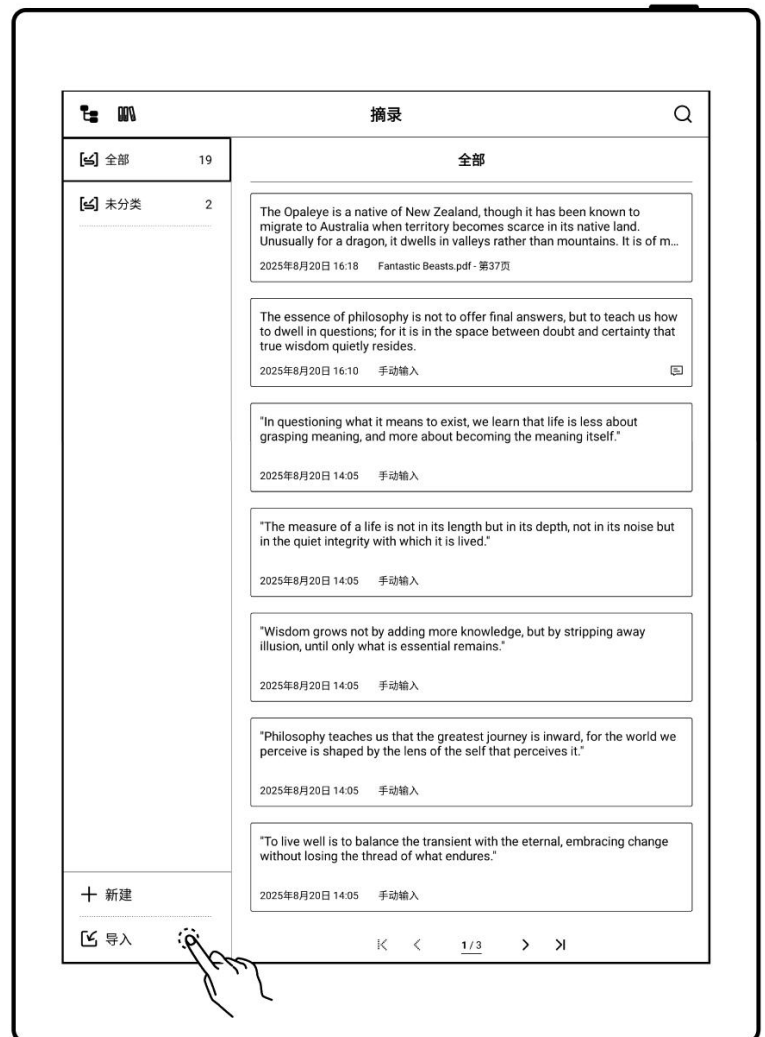 摘录
全部 19
未分类 2
全部
The Opaleye is a native of New Zealand, though it has been known to
migrate to Australia when territory becomes scarce in its native land.
Unusually for a dragon, it dwells in valleys rather than mountains. It is of m...
2025年8月20日 16:18 Fantastic Beasts.pdf - 第37页
The essence of philosophy is not to offer final answers, but to teach us how
to dwell in questions; for it is in the space between doubt and certainty that
true wisdom quietly resides.
2025年8月20日 16:10 手动输入
"In questioning what it means to exist, we learn that life is less about
grasping meaning, and more about becoming the meaning itself."
2025年8月20日 14:05 手动输入
"The measure of a life is not in its length but in its depth, not in its noise but
in the quiet integrity with which it is lived."
2025年8月20日 14:05 手动输入
"Wisdom grows not by adding more knowledge, but by stripping away
illusion, until only what is essential remains."
2025年8月20日 14:05 手动输入
"Philosophy teaches us that the greatest journey is inward, for the world we
perceive is shaped by the lens of the self that perceives it."
2025年8月20日 14:05 手动输入
"To live well is to balance the transient with the eternal, embracing change
without losing the thread of what endures."
2025年8月20日 14:05 手动输入
新建
导入
1 / 3